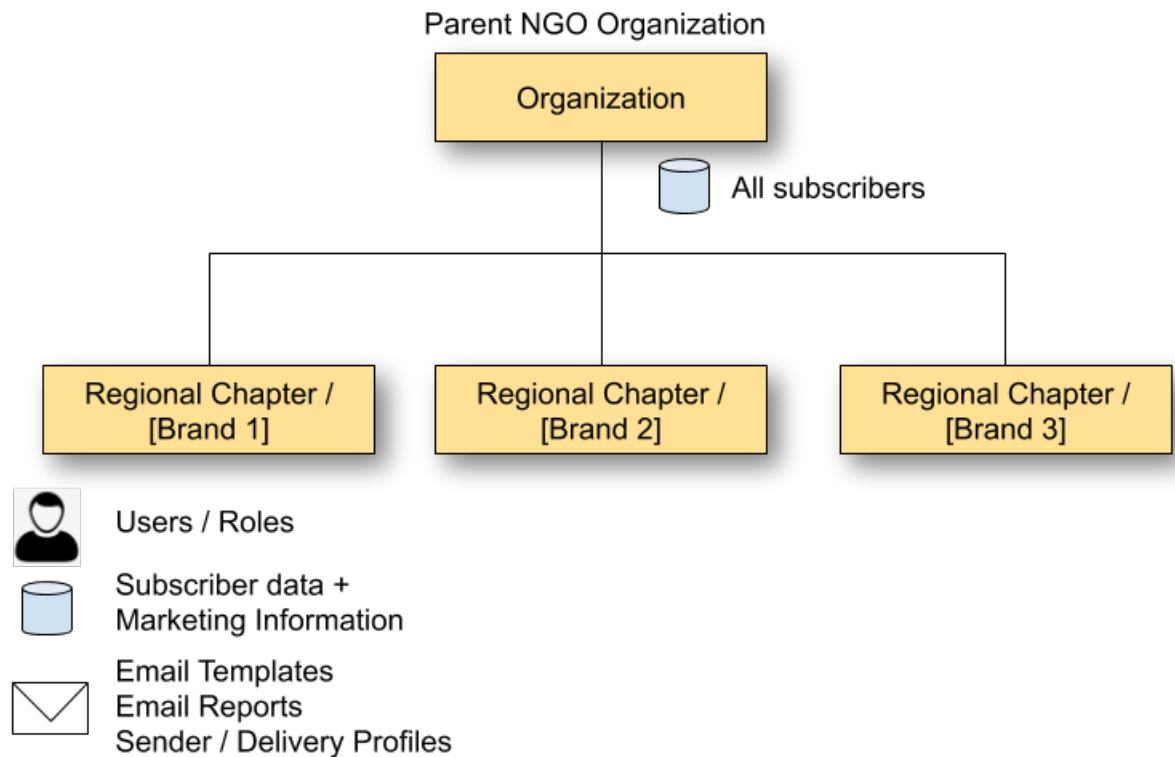 Parent NGO Organization
Organization
All subscribers
Regional Chapter /
[Brand 1]
Regional Chapter /
[Brand 2]
Regional Chapter /
[Brand 3]
Users / Roles
Subscriber data +
Marketing Information
Email Templates
Email Reports
Sender / Delivery Profiles